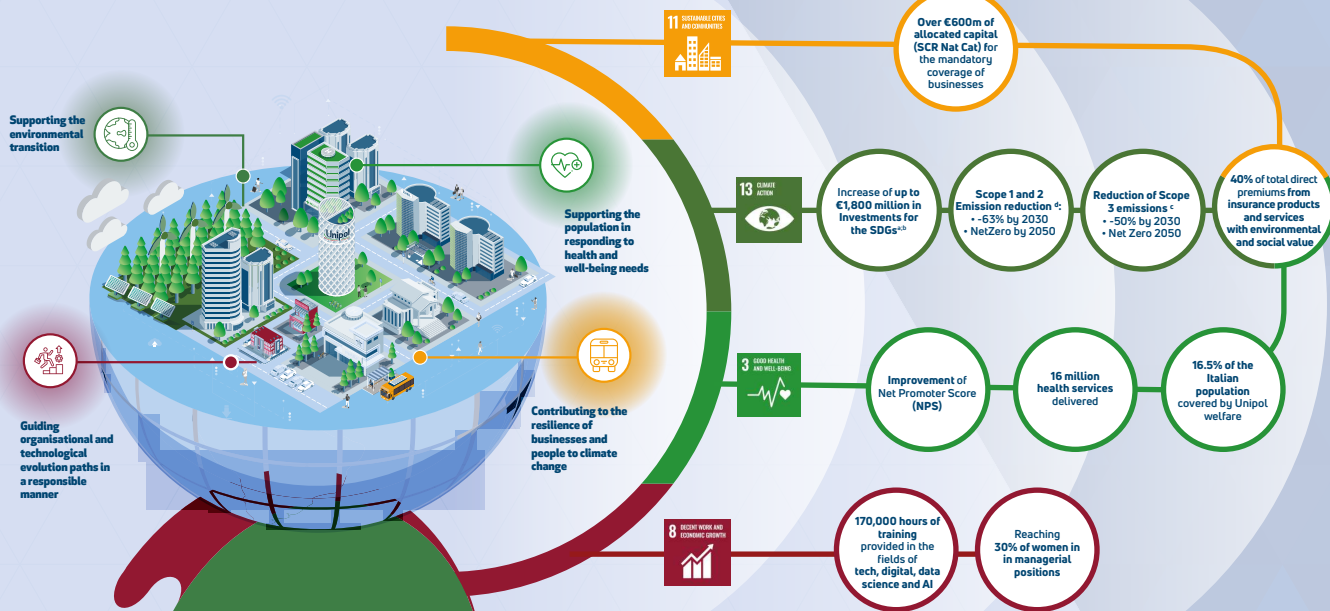 Supporting the
environmental
transition
Supporting the
population in
responding to
health and
well-being needs
Unipol
Guiding
organisational and
technological
evolution paths in
a responsible
manner
Contributing to the
resilience of
businesses and
people to climate
change
11 SUSTAINABLE CITIES
AND COMMUNITIES
Over €600m of
allocated capital
(SCR Nat Cat) for
the mandatory
coverage of
businesses
13 CLIMATE
ACTION
Increase of up to
€1,800 million in
Investments for
the SDGs a,b
Scope 1 and 2
Emission reduction d:
• -63% by 2030
• NetZero by 2050
Reduction of Scope
3 emissions c
• -50% by 2030
• Net Zero 2050
40% of total direct
premiums from
insurance products
and services
with environmental
and social value
3 GOOD HEALTH
AND WELL-BEING
Improvement of
Net Promoter Score
(NPS)
16 million
health services
delivered
16.5% of the
Italian
population
covered by Unipol
welfare
8 DECENT WORK AND
ECONOMIC GROWTH
170,000 hours of
training
provided in the
fields of
tech, digital, data
science and AI
Reaching
30% of women in
in managerial
positions